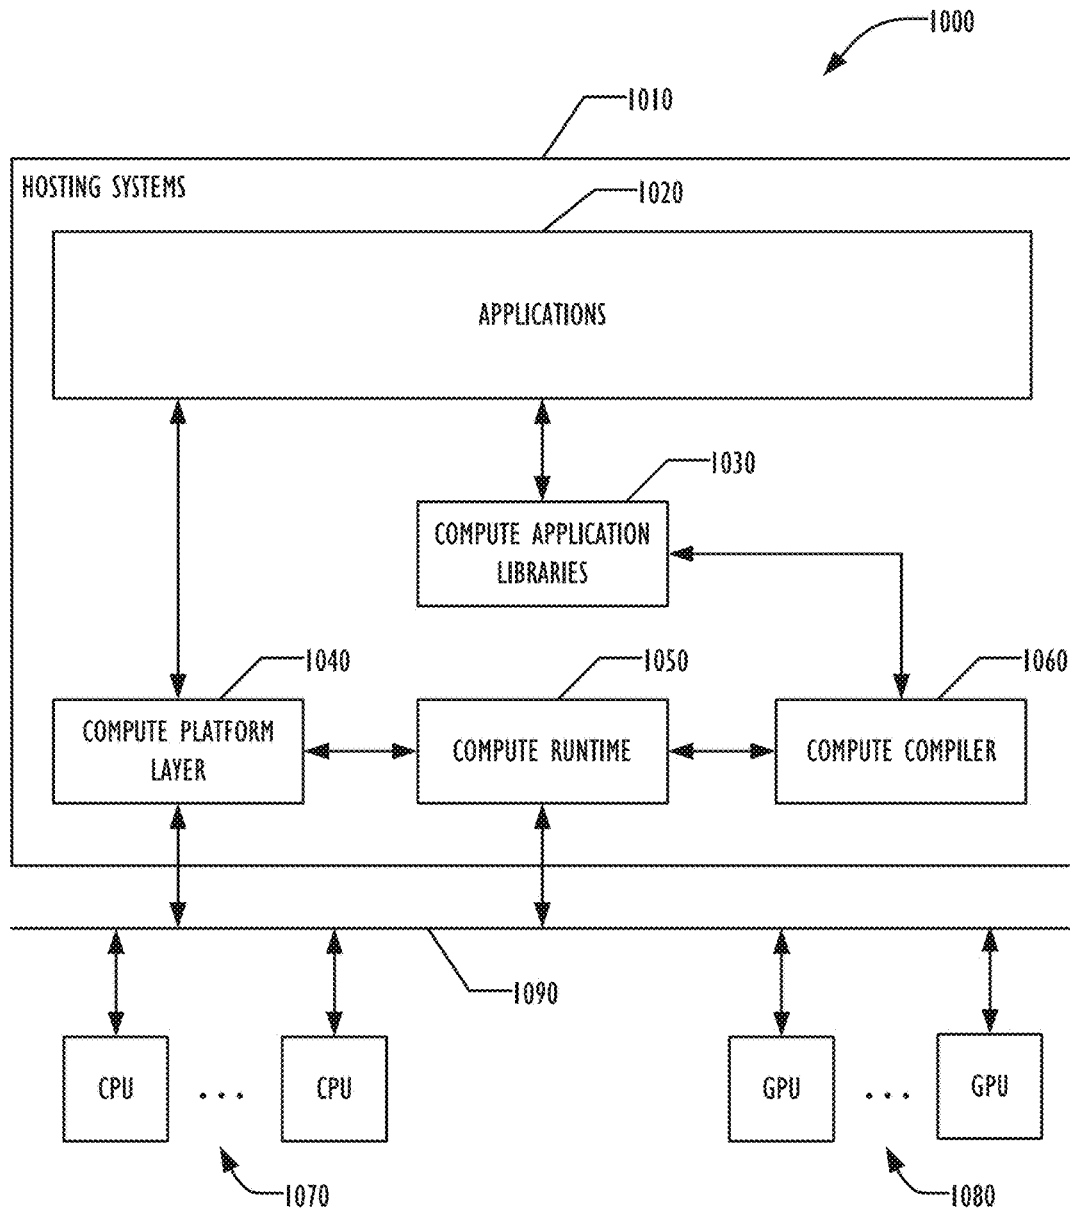 1000
1010
HOSTING SYSTEMS
1020
APPLICATIONS
1030
COMPUTE APPLICATION
LIBRARIES
1040
1050
1060
COMPUTE PLATFORM
LAYER
COMPUTE RUNTIME
COMPUTE COMPILER
1090
CPU
...
CPU
GPU
...
GPU
1070
1080